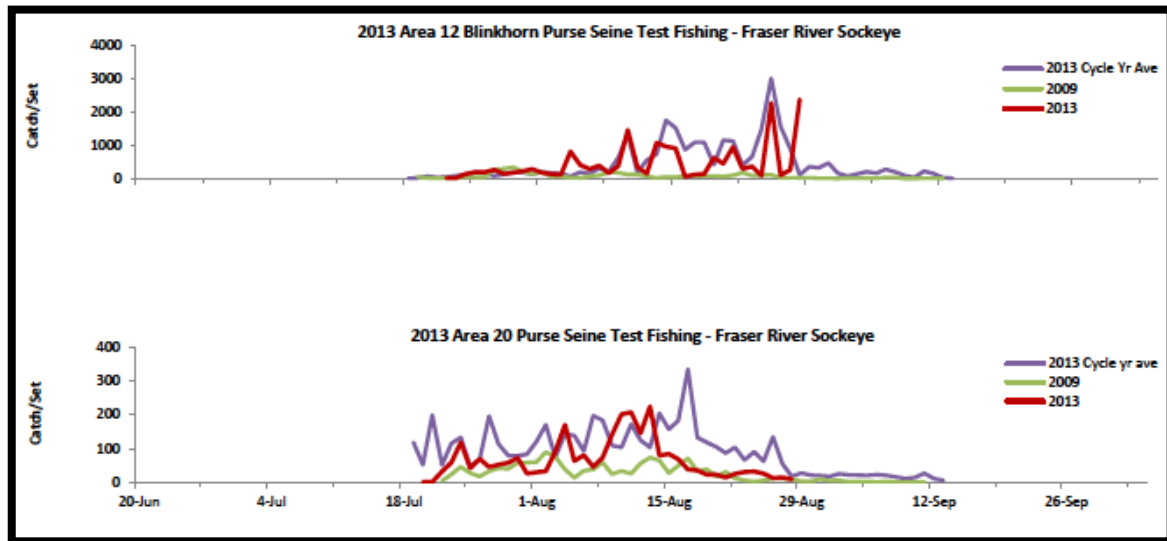 2013 Area 12 Blinkhorn Purse Seine Test Fishing - Fraser River Sockeye
Catch/Set
4000
3000
2000
1000
0
2013 Cycle Yr Ave
2009
2013
2013 Area 20 Purse Seine Test Fishing - Fraser River Sockeye
Catch/Set
400
300
200
100
0
2013 Cycle yr ave
2009
2013
20-Jun 4-Jul 18-Jul 1-Aug 15-Aug 29-Aug 12-Sep 26-Sep